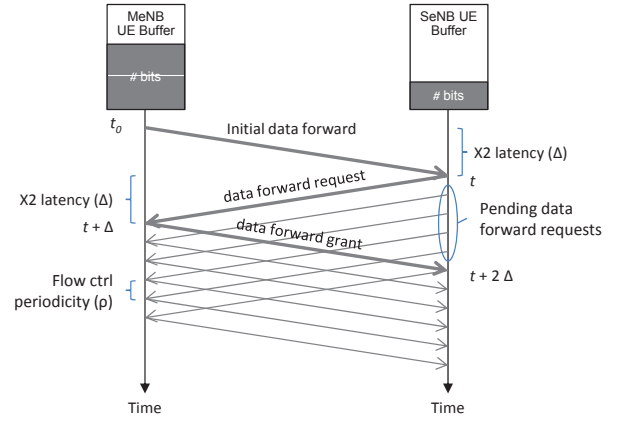 MeNB
UE Buffer
# bits
SeNB UE
Buffer
# bits
t0
Initial data forward
X2 latency (Δ)
t
data forward request
X2 latency (Δ)
t + Δ
data forward grant
Pending data
forward requests
t + 2 Δ
Flow ctrl
periodicity (ρ)
Time
Time